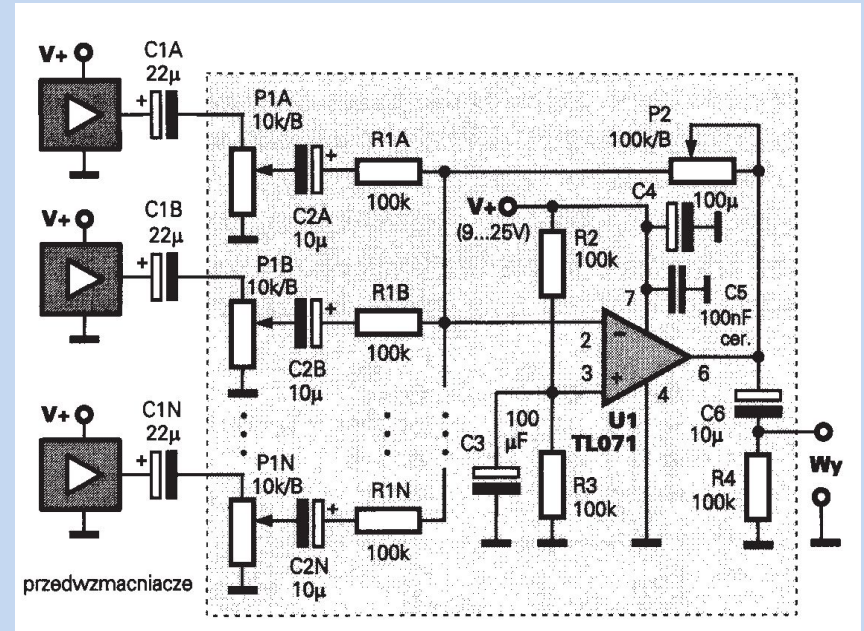 V+
C1A
22µ
P1A
10k/B
R1A
100k
C2A
10µ
P2
100k/B
C4
100µ
V+
(9...25V)
R2
100k
V+
C1B
22µ
P1B
10k/B
R1B
100k
C2B
10µ
7
C5
100nF
cer.
2
3
6
4
U1
TL071
C3
100
µF
C6
10µ
Wy
R3
100k
R4
100k
V+
C1N
22µ
P1N
10k/B
R1N
100k
C2N
10µ
przedwzmacniacze